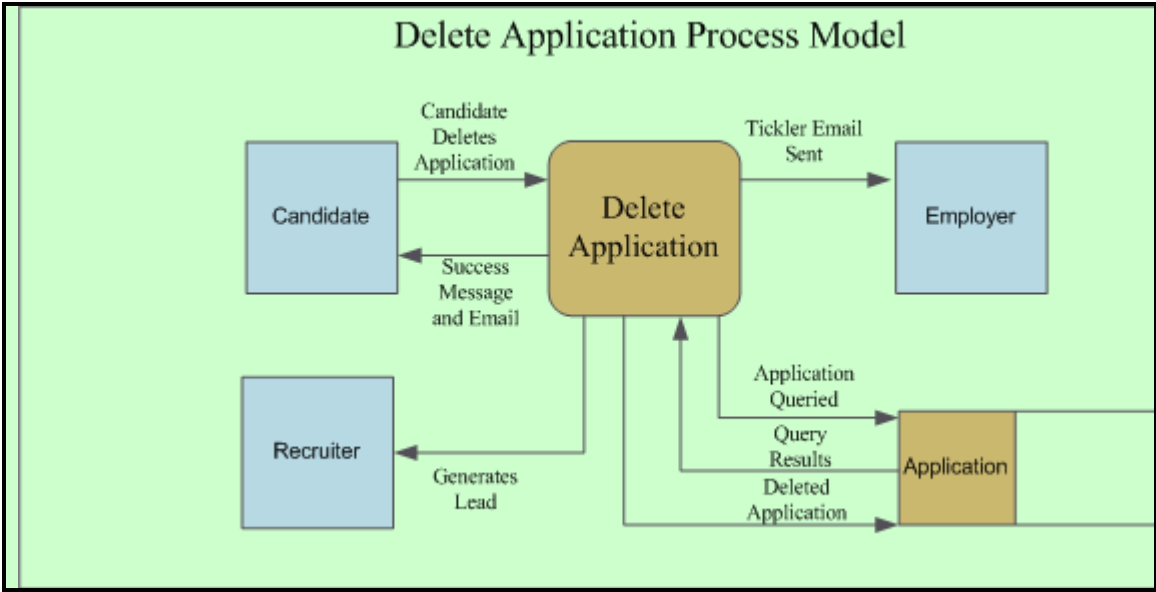 Delete Application Process Model
Candidate
Deletes
Application
Tickler Email
Sent
Candidate
Delete
Application
Employer
Success
Message
and Email
Application
Queried
Recruiter
Query
Results
Application
Generates
Lead
Deleted
Application